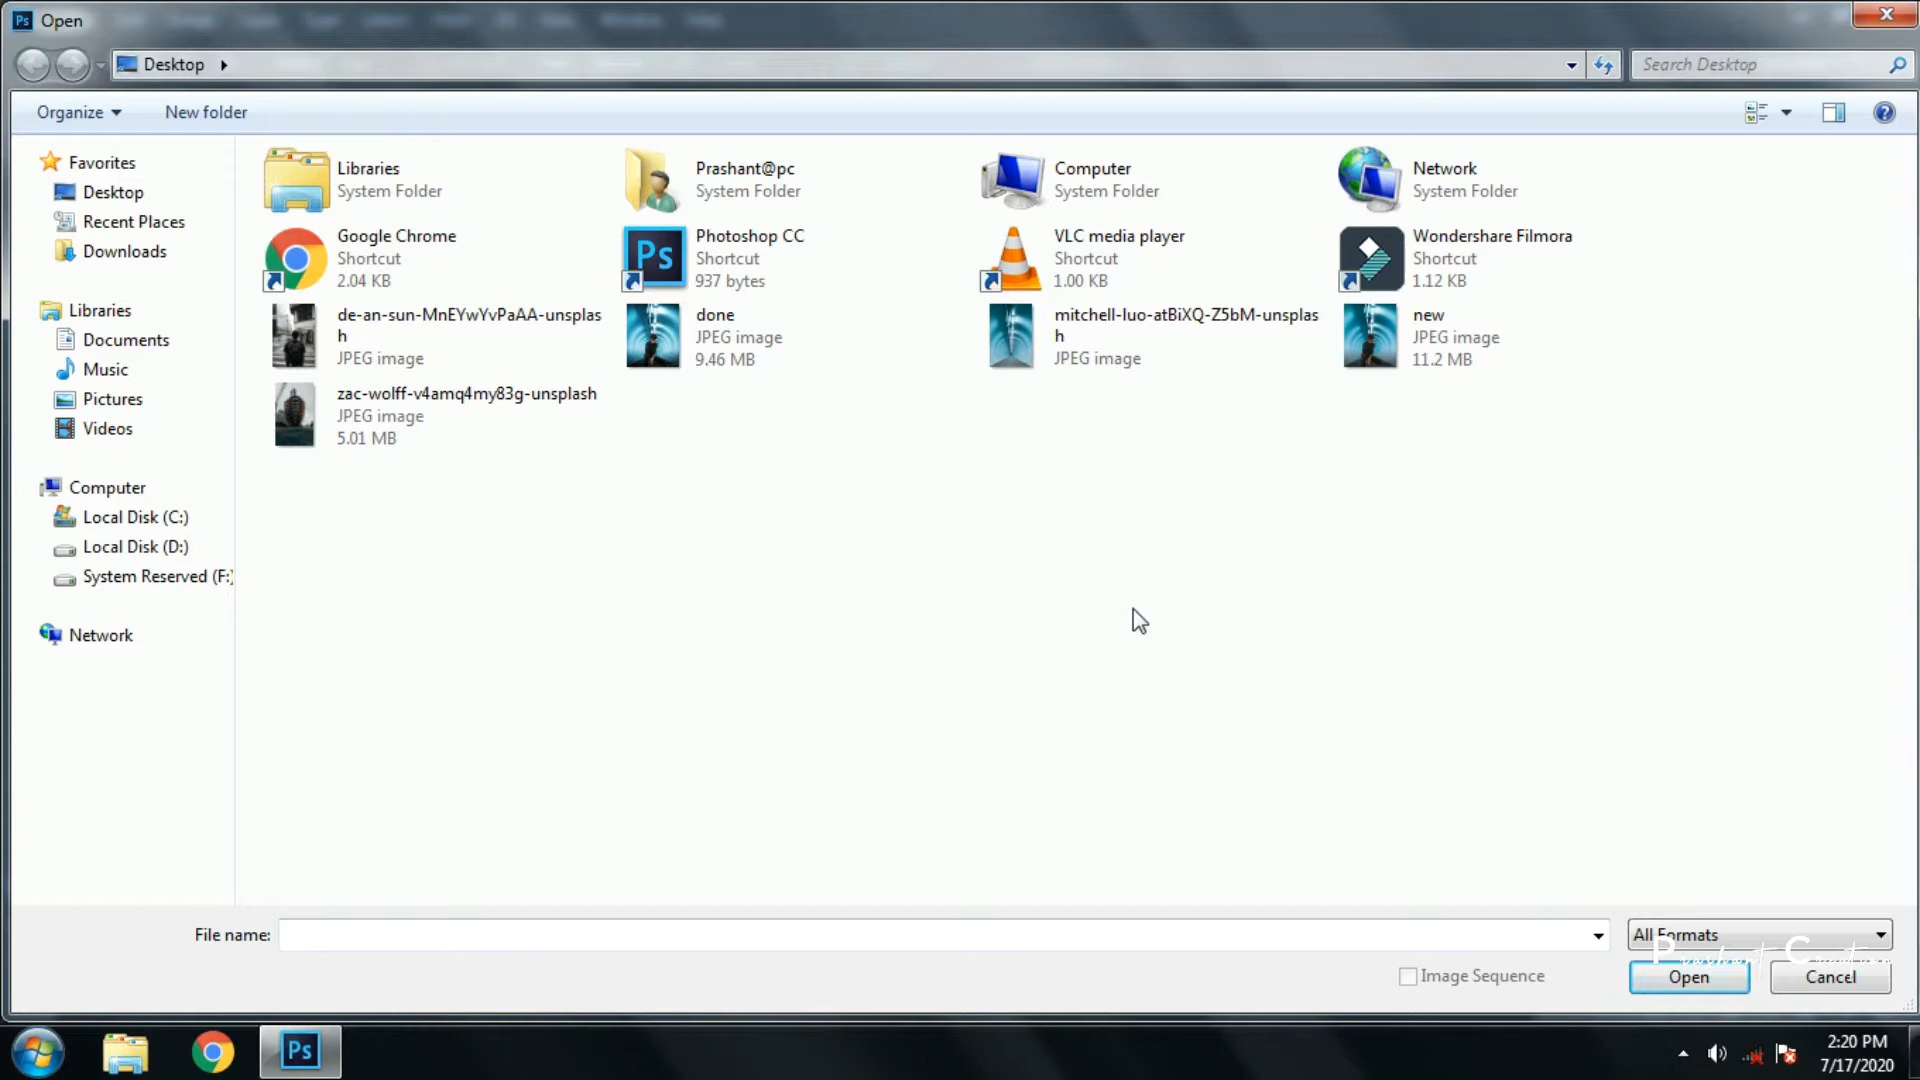 Ps Open
Desktop
Search Desktop
Organize
New folder
Favorites
Desktop
Recent Places
Downloads
Libraries
Documents
Music
Pictures
Videos
Computer
Local Disk (C:)
Local Disk (D:)
System Reserved (F:)
Network
Libraries
System Folder
Prashant@pc
System Folder
Computer
System Folder
Network
System Folder
Google Chrome
Shortcut
2.04 KB
Ps
Photoshop CC
Shortcut
937 bytes
VLC media player
Shortcut
1.00 KB
Wondershare Filmora
Shortcut
1.12 KB
de-an-sun-MnEYwYvPaAA-unsplas
h
JPEG image
done
JPEG image
9.46 MB
mitchell-luo-atBiXQ-Z5bM-unsplas
h
JPEG image
new
JPEG image
11.2 MB
zac-wolff-v4amq4my83g-unsplash
JPEG image
5.01 MB
File name:
All Formats
Prashant Creation
Image Sequence
Open
Cancel
Ps
2:20 PM
7/17/2020